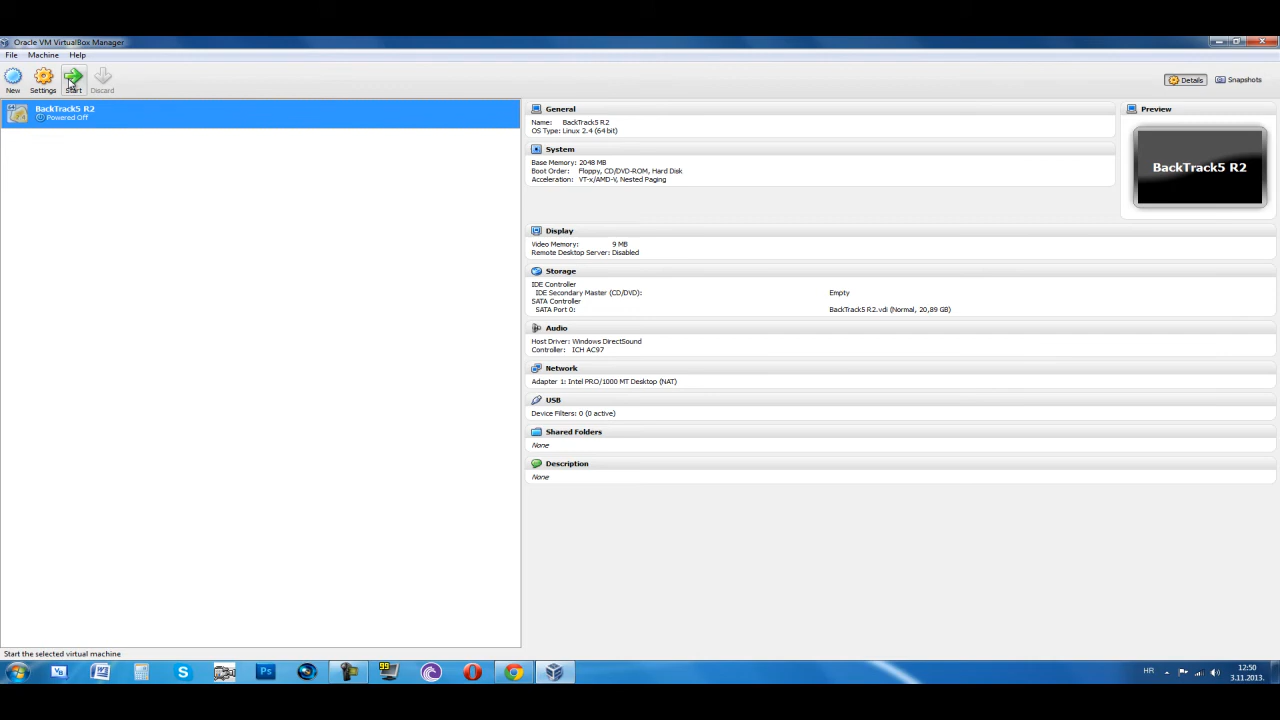 Oracle VM VirtualBox Manager
File Machine Help
New Settings Start Discard
Details Snapshots
BackTrack5 R2
Powered Off
General
Name: BackTrack5 R2
OS Type: Linux 2.4 (64 bit)
System
Base Memory: 2048 MB
Boot Order: Floppy, CD/DVD-ROM, Hard Disk
Acceleration: VT-x/AMD-V, Nested Paging
Preview
BackTrack5 R2
Display
Video Memory: 9 MB
Remote Desktop Server: Disabled
Storage
IDE Controller
IDE Secondary Master (CD/DVD): Empty
SATA Controller
SATA Port 0: BackTrack5 R2.vdi (Normal, 20,89 GB)
Audio
Host Driver: Windows DirectSound
Controller: ICH AC97
Network
Adapter 1: Intel PRO/1000 MT Desktop (NAT)
USB
Device Filters: 0 (0 active)
Shared Folders
None
Description
None
Start the selected virtual machine
HR
12:50
3.11.2013.
99
Ps